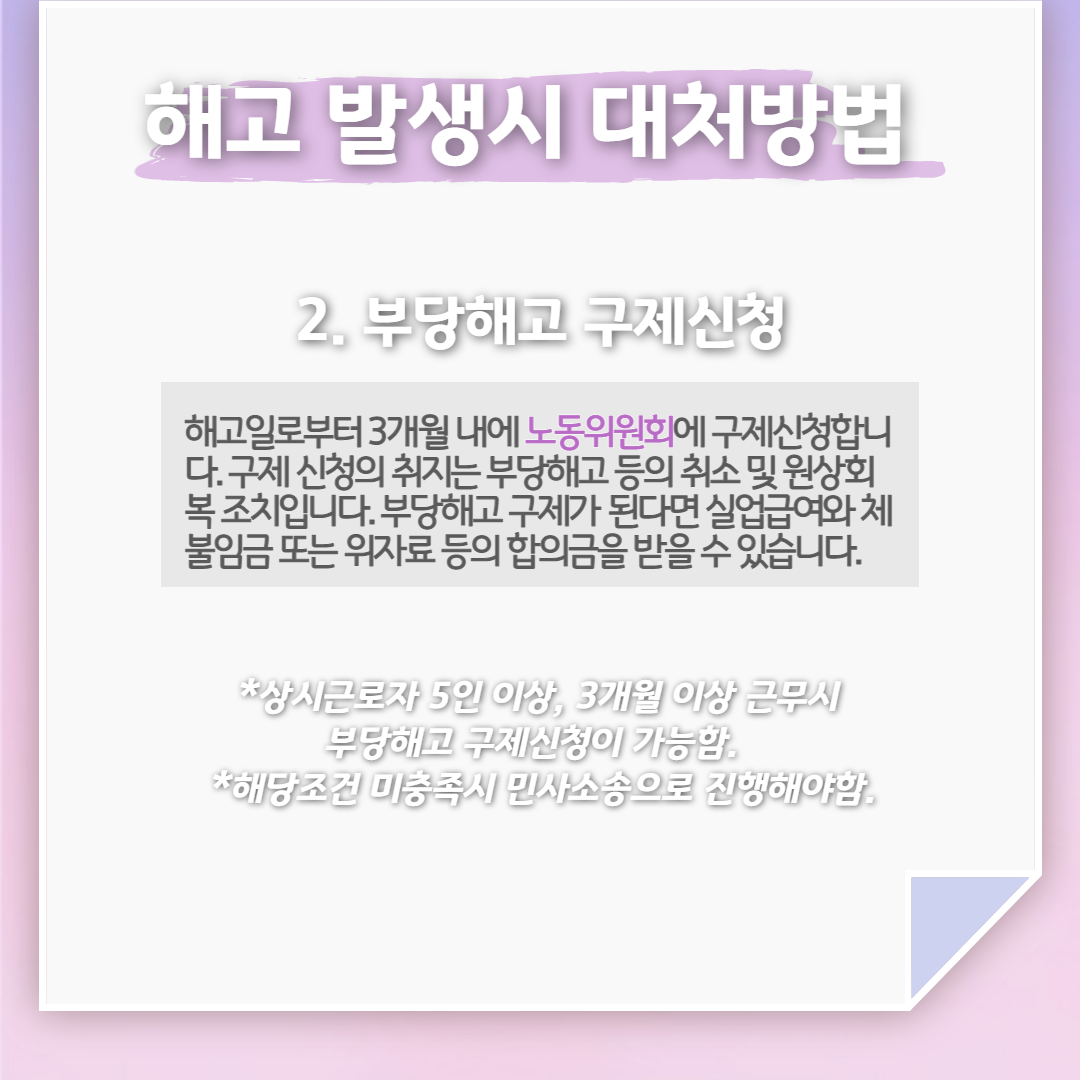 해고 발생시 대처방법
2. 부당해고 구제신청
해고일로부터 3개월 내에 노동위원회에 구제신청합니
다. 구제 신청의 취지는 부당해고 등의 취소 및 원상회
복 조치입니다. 부당해고 구제가 된다면 실업급여와 체
불임금 또는 위자료 등의 합의금을 받을 수 있습니다.
*상시근로자 5인 이상, 3개월 이상 근무시
부당해고 구제신청이 가능함.
*해당조건 미충족시 민사소송으로 진행해야함.